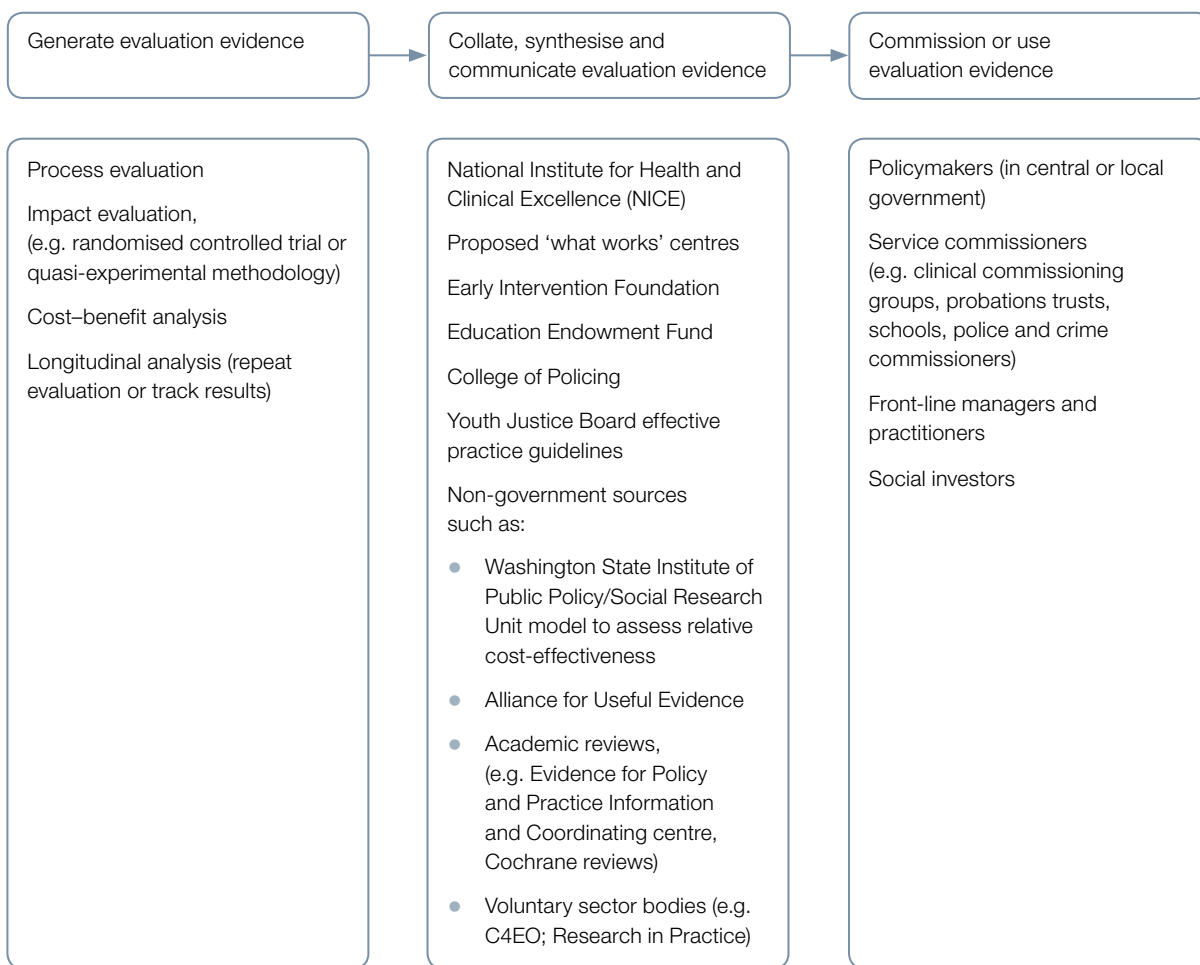 Generate evaluation evidence
Collate, synthesise and
communicate evaluation evidence
Commission or use
evaluation evidence
Process evaluation
Impact evaluation,
(e.g. randomised controlled trial or
quasi-experimental methodology)
Cost–benefit analysis
Longitudinal analysis (repeat
evaluation or track results)
National Institute for Health and
Clinical Excellence (NICE)
Proposed ‘what works’ centres
Early Intervention Foundation
Education Endowment Fund
College of Policing
Youth Justice Board effective
practice guidelines
Non-government sources
such as:
● Washington State Institute of
Public Policy/Social Research
Unit model to assess relative
cost-effectiveness
● Alliance for Useful Evidence
● Academic reviews,
(e.g. Evidence for Policy
and Practice Information
and Coordinating centre,
Cochrane reviews)
● Voluntary sector bodies (e.g.
C4EO; Research in Practice)
Policymakers (in central or local
government)
Service commissioners
(e.g. clinical commissioning
groups, probations trusts,
schools, police and crime
commissioners)
Front-line managers and
practitioners
Social investors